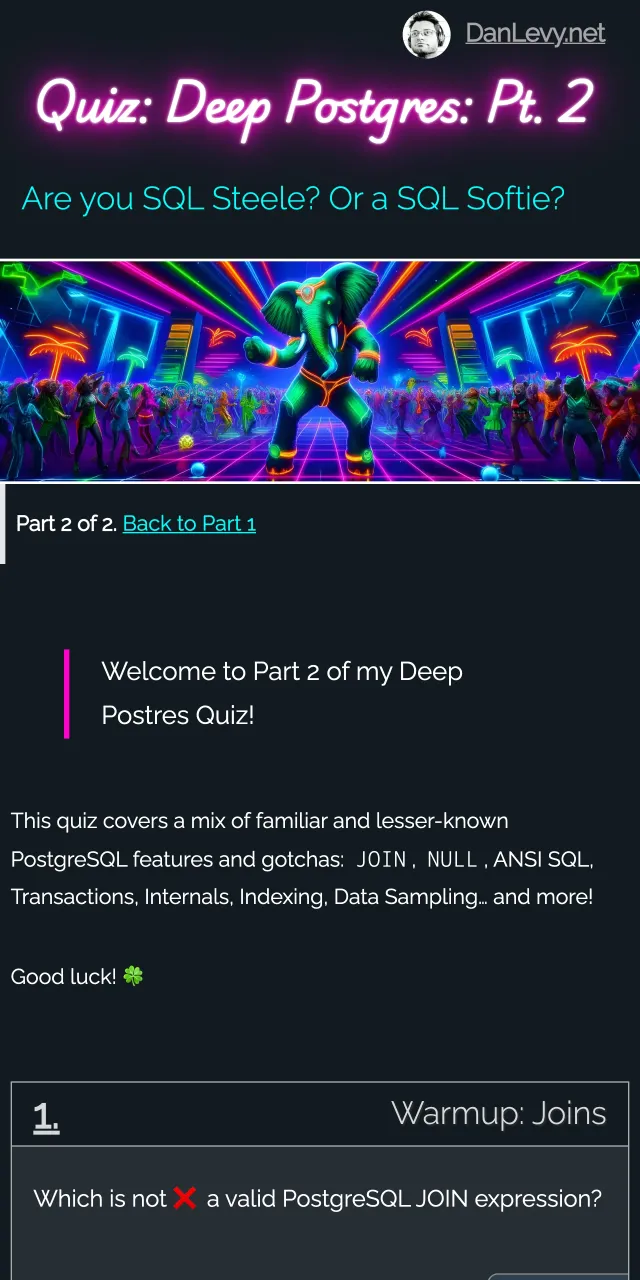 DanLevy.net
Quiz: Deep Postgres: Pt. 2
Are you SQL Steele? Or a SQL Softie?
Part 2 of 2. Back to Part 1
Welcome to Part 2 of my Deep
Postres Quiz!
This quiz covers a mix of familiar and lesser-known
PostgreSQL features and gotchas: JOIN, NULL, ANSI SQL,
Transactions, Internals, Indexing, Data Sampling… and more!
Good luck! 🍀
1.
Warmup: Joins
Which is not ❌ a valid PostgreSQL JOIN expression?